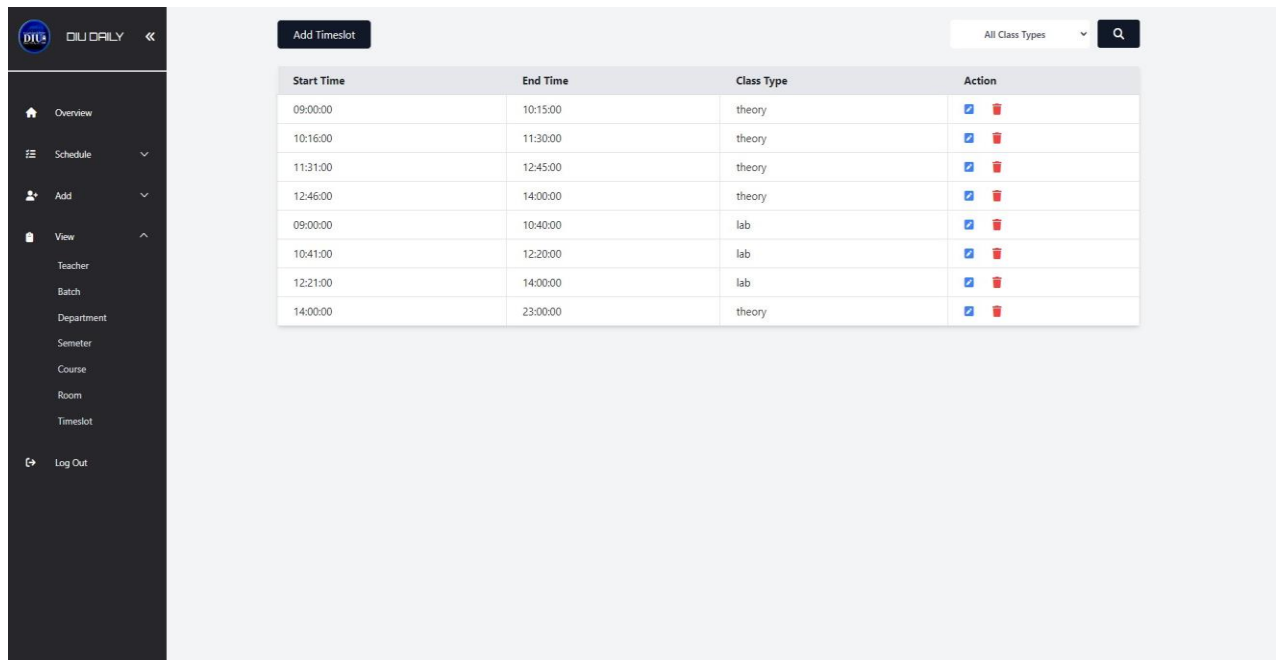 DIU DAILY
Overview
Schedule
Add
View
Teacher
Batch
Department
Semeter
Course
Room
Timeslot
Log Out
Add Timeslot
All Class Types
Start Time End Time Class Type Action
09:00:00 10:15:00 theory
10:16:00 11:30:00 theory
11:31:00 12:45:00 theory
12:46:00 14:00:00 theory
09:00:00 10:40:00 lab
10:41:00 12:20:00 lab
12:21:00 14:00:00 lab
14:00:00 23:00:00 theory